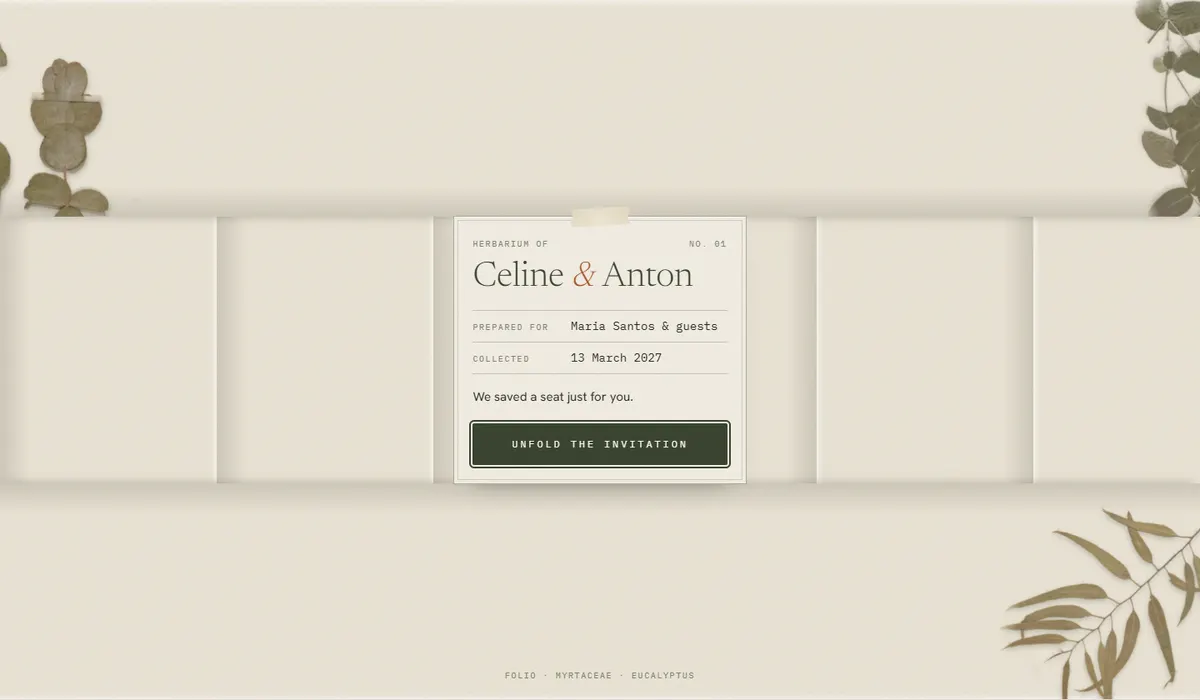 HERBARIUM OF NO. 01
Celine & Anton
PREPARED FOR Maria Santos & guests
COLLECTED 13 March 2027
We saved a seat just for you.
UNFOLD THE INVITATION
FOLIO · MYRTACEAE · EUCALYPTUS